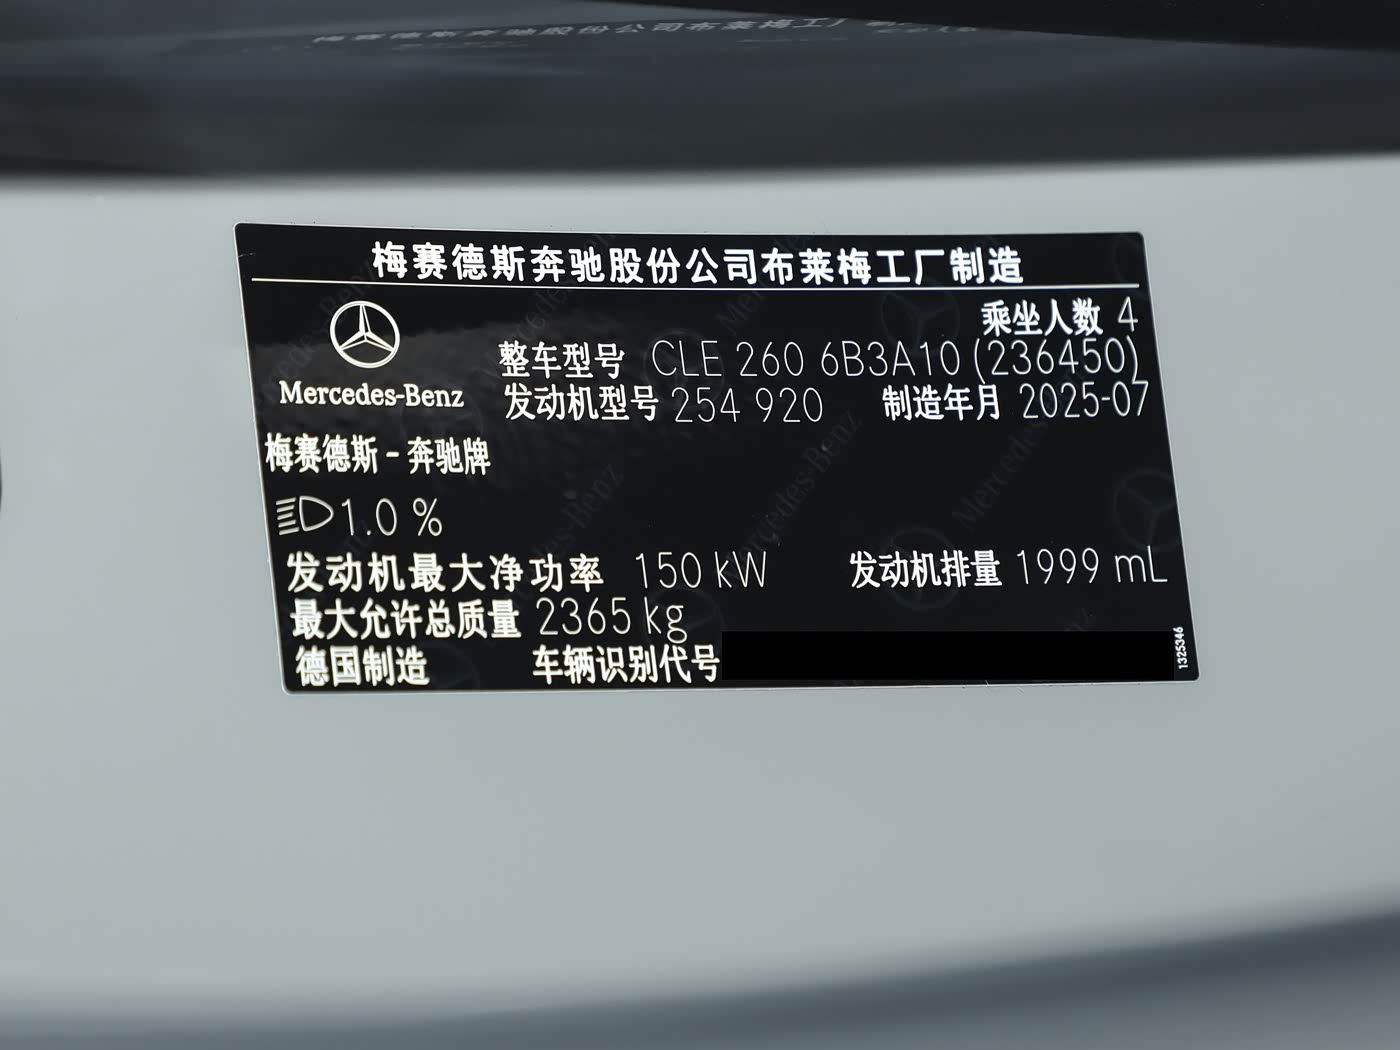 梅赛德斯奔驰股份公司布莱梅工厂制造
乘坐人数 4
整车型号 CLE 260 6B3A10 (236450)
Mercedes-Benz
发动机型号 254 920 制造年月 2025-07
梅赛德斯 - 奔驰牌
1.0 %
发动机最大净功率 150 kW 发动机排量 1999 mL
最大允许总质量 2365 kg
德国制造 车辆识别代号
1325346